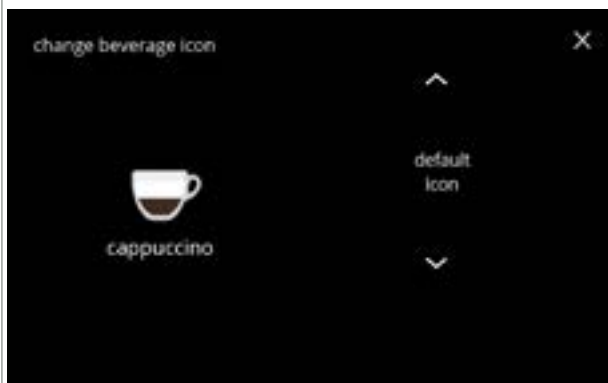 change beverage icon
default
icon
cappuccino